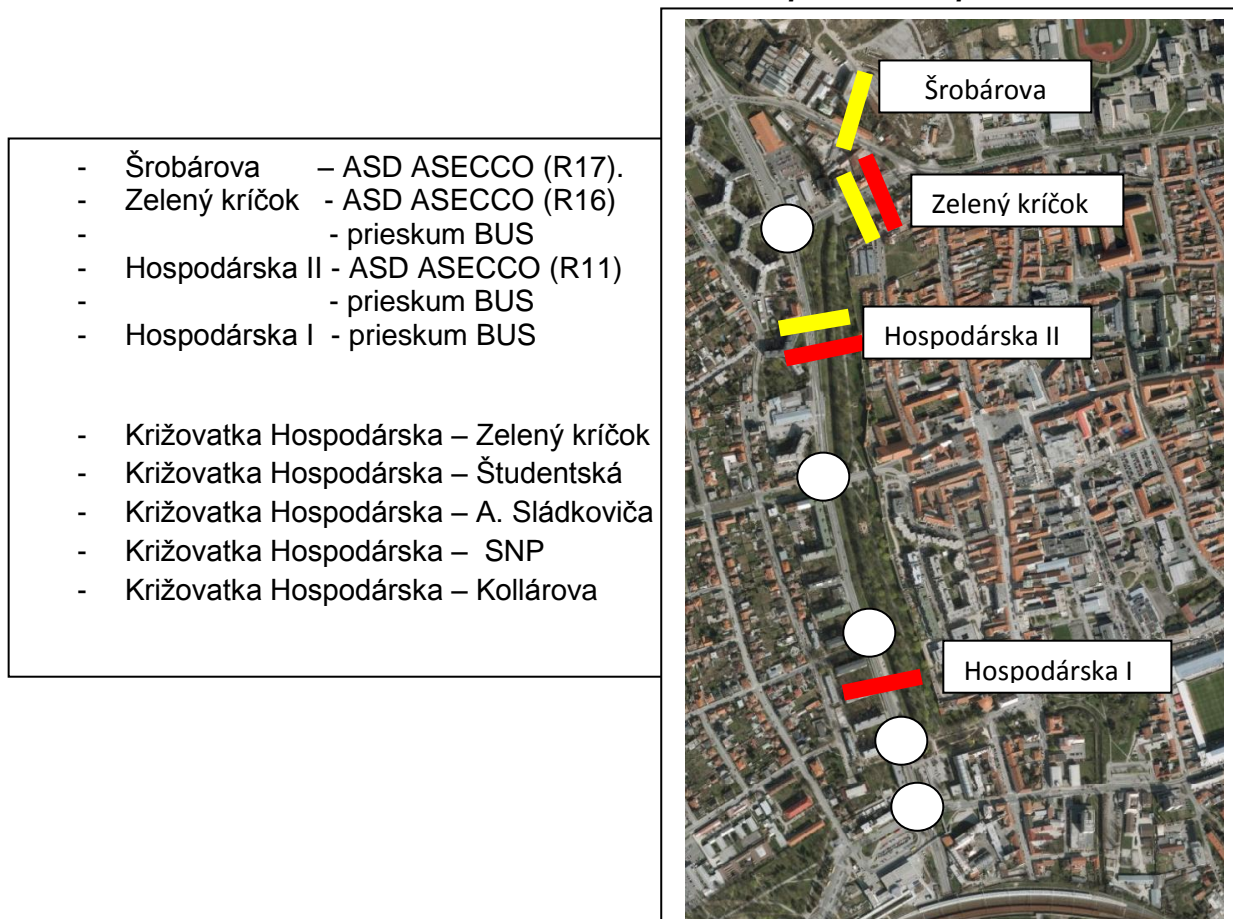 - Šrobárova – ASD ASECCO (R17).
- Zelený kríčok - ASD ASECCO (R16)
- - prieskum BUS
- Hospodárska II - ASD ASECCO (R11)
- - prieskum BUS
- Hospodárska I - prieskum BUS
- Križovatka Hospodárska – Zelený kríčok
- Križovatka Hospodárska – Študentská
- Križovatka Hospodárska – A. Sládkoviča
- Križovatka Hospodárska – SNP
- Križovatka Hospodárska – Kollárova
Šrobárova
Zelený kríčok
Hospodárska II
Hospodárska I